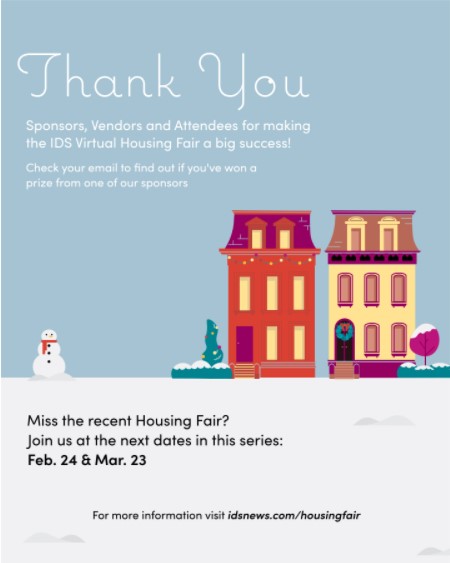 Thank You
Sponsors, Vendors and Attendees for making
the IDS Virtual Housing Fair a big success!
Check your email to find out if you've won a
prize from one of our sponsors
Miss the recent Housing Fair?
Join us at the next dates in this series:
Feb. 24 & Mar. 23
For more information visit idsnews.com/housingfair